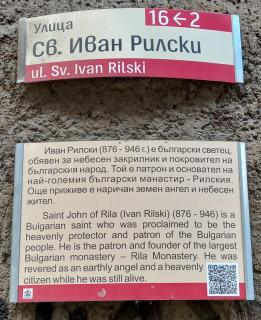 Улица
16←2
Св. Иван Рилски
ul. Sv. Ivan Rilski
Иван Рилски (876 - 946 г.) е български светец,
обявен за небесен закрилник и покровител на
българския народ. Той е патрон и основател на
най-големия български манастир - Рилския.
Още приживе е наричан земен ангел и небесен
жител.
Saint John of Rila (Ivan Rilski) (876 - 946) is a
Bulgarian saint who was proclaimed to be the
heavenly protector and patron of the Bulgarian
people. He is the patron and founder of the largest
Bulgarian monastery – Rila Monastery. He was
revered as an earthly angel and a heavenly
citizen while he was still alive.